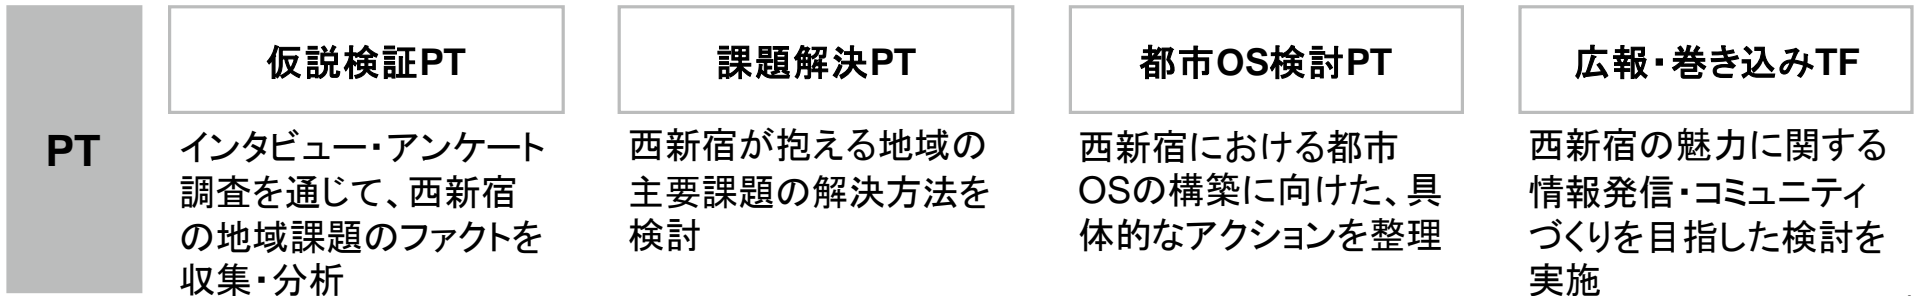 PT
仮説検証PT
インタビュー・アンケート
調査を通じて、西新宿
の地域課題のファクトを
収集・分析
課題解決PT
西新宿が抱える地域の
主要課題の解決方法を
検討
都市OS検討PT
西新宿における都市
OSの構築に向けた、具
体的なアクションを整理
広報・巻き込みTF
西新宿の魅力に関する
情報発信・コミュニティ
づくりを目指した検討を
実施